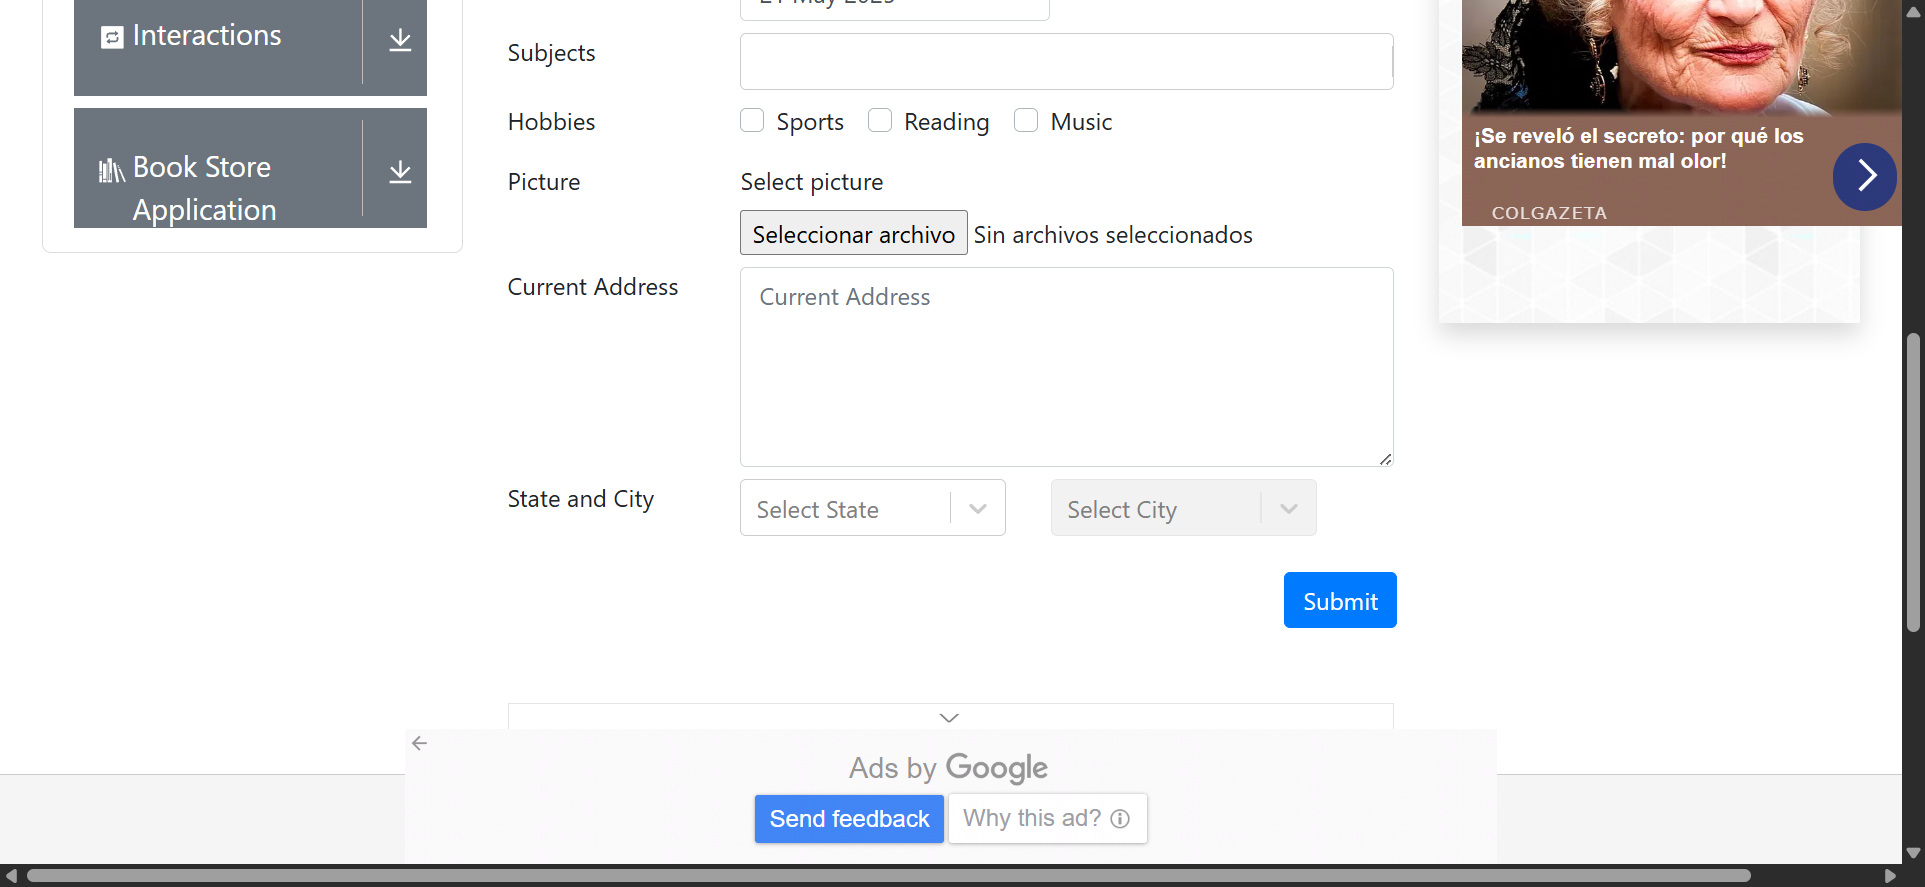 Interactions
Book Store
Application
Subjects
Hobbies
Sports
Reading
Music
Picture
Select picture
Seleccionar archivo Sin archivos seleccionados
Current Address
Current Address
State and City
Select State
Select City
Submit
¡Se reveló el secreto: por qué los
ancianos tienen mal olor!
COLGAZETA
Ads by Google
Send feedback
Why this ad?